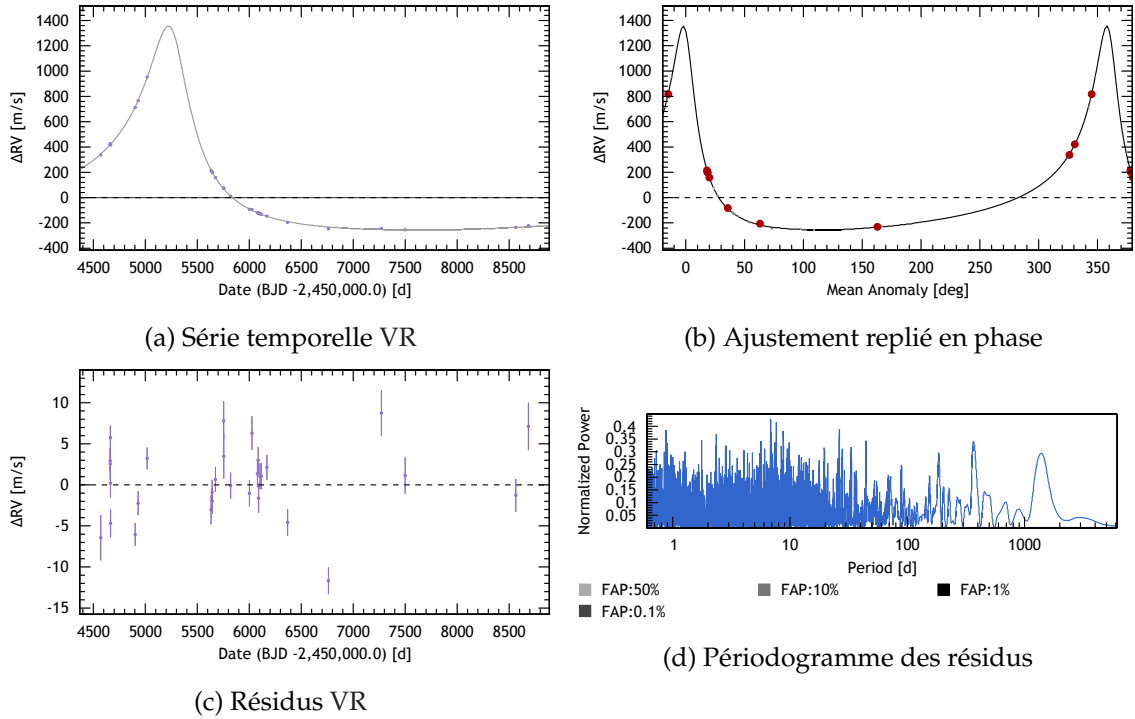 1400
1200
1000
800
600
400
200
0
-200
-400
ΔRV [m/s]
4500 5000 5500 6000 6500 7000 7500 8000 8500
Date (BJD -2,450,000.0) [d]
(a) Série temporelle VR
1400
1200
1000
800
600
400
200
0
-200
-400
ΔRV [m/s]
0 50 100 150 200 250 300 350
Mean Anomaly [deg]
(b) Ajustement replié en phase
10
5
0
-5
-10
-15
ΔRV [m/s]
4500 5000 5500 6000 6500 7000 7500 8000 8500
Date (BJD -2,450,000.0) [d]
(c) Résidus VR
0.4
0.35
0.3
0.25
0.2
0.15
0.1
0.05
Normalized Power
1 10 100 1000
Period [d]
FAP:50% FAP:10% FAP:1%
FAP:0.1%
(d) Périodogramme des résidus